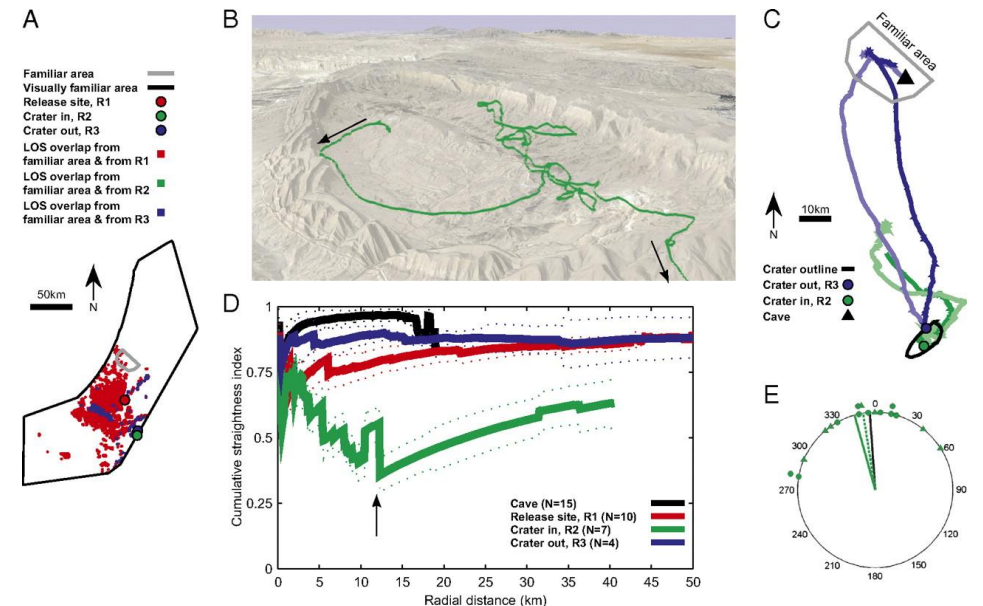 A
Familiar area
Visually familiar area
Release site, R1
Crater in, R2
Crater out, R3
LOS overlap from
familiar area & from R1
LOS overlap from
familiar area & from R2
LOS overlap from
familiar area & from R3
50km
N
B
C
Familiar area
N
10km
Crater outline
Crater out, R3
Crater in, R2
Cave
D
1
0.75
0.5
0.25
0
Cumulative straightness index
Cave (N=15)
Release site, R1 (N=10)
Crater in, R2 (N=7)
Crater out, R3 (N=4)
0
5
10
15
20
25
30
35
40
45
50
Radial distance (km)
E
0
30
60
90
120
150
180
210
240
270
300
330